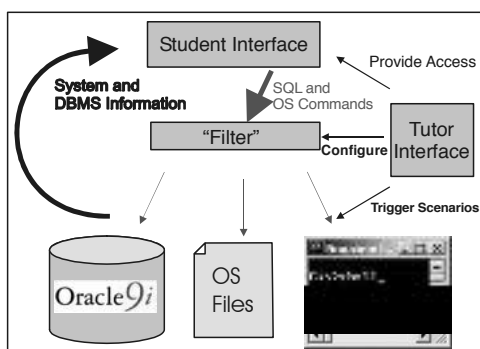 Student Interface
System and
DBMS Information
Provide Access
SQL and
OS Commands
"Filter"
Tutor
Interface
Configure
Trigger Scenarios
Oracle9i
OS
Files